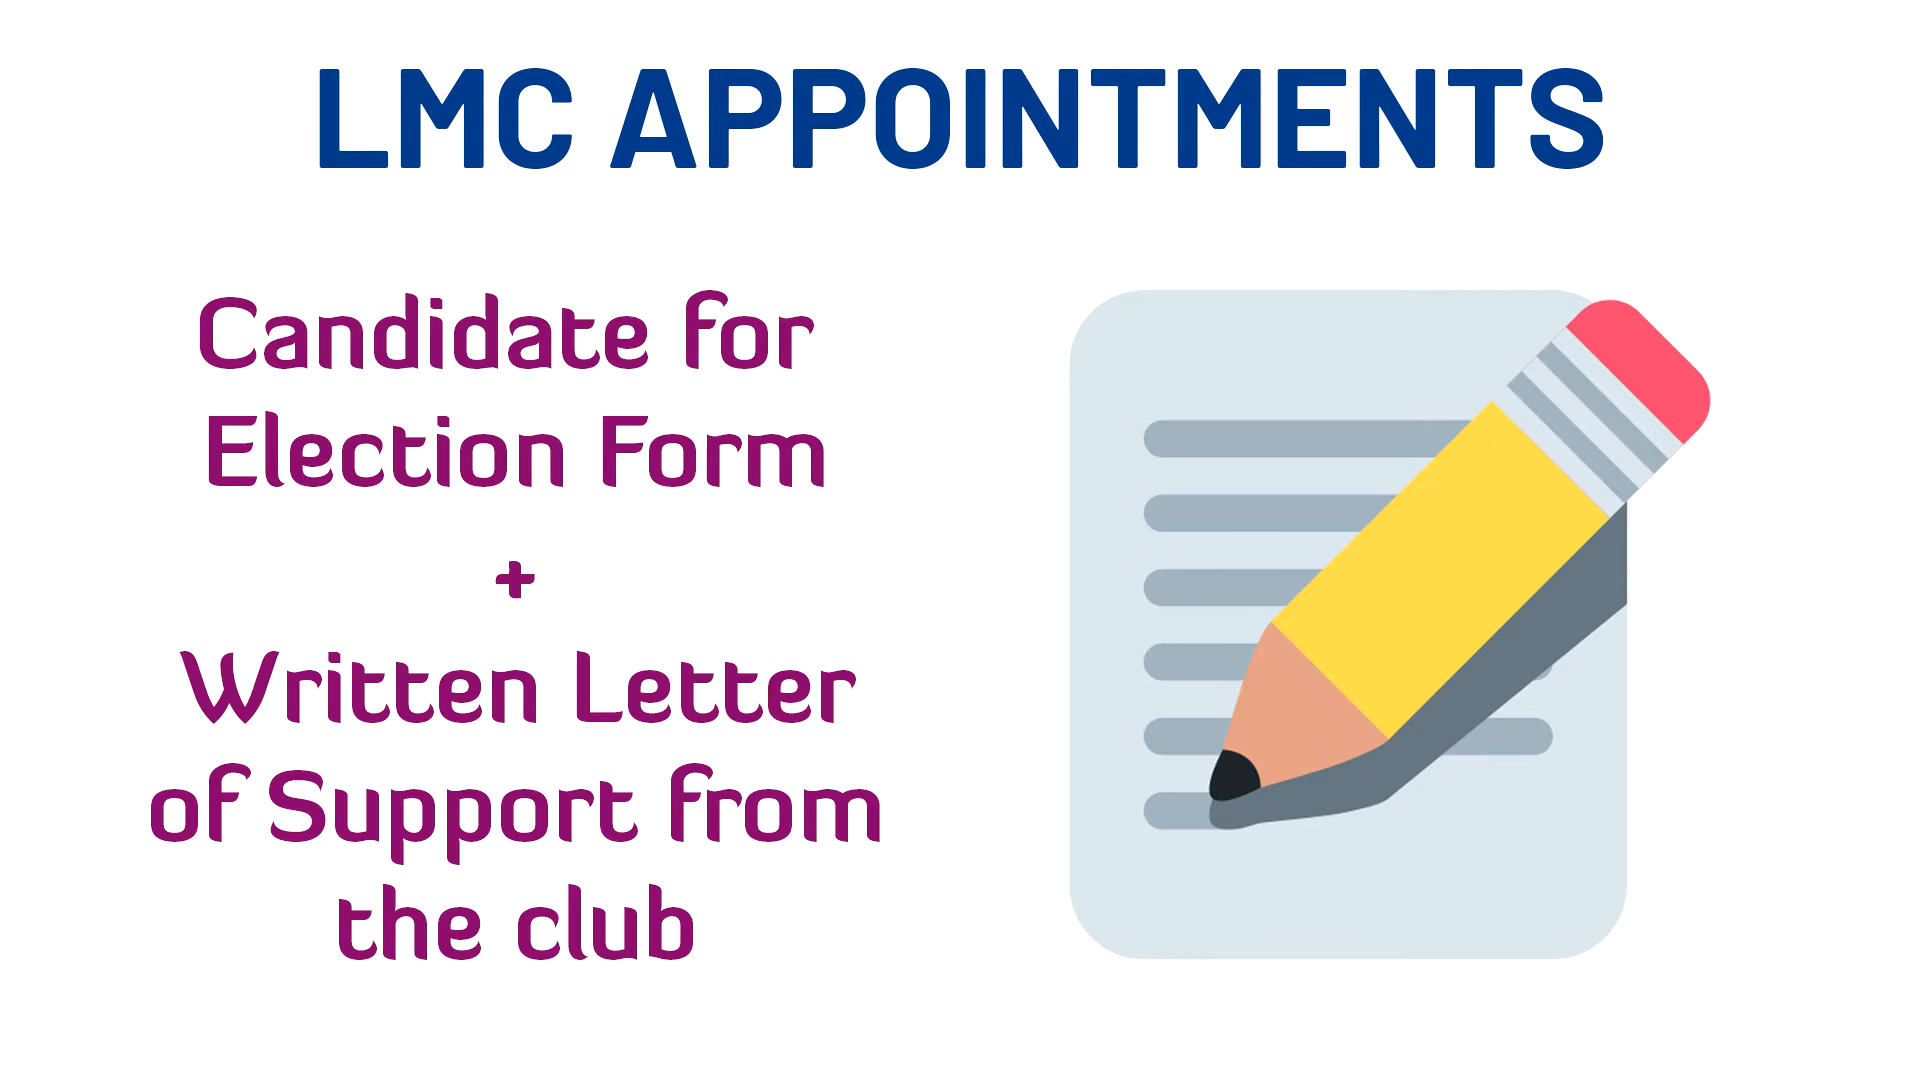 LMC APPOINTMENTS
Candidate for
Election Form
+
Written Letter
of Support from
the club